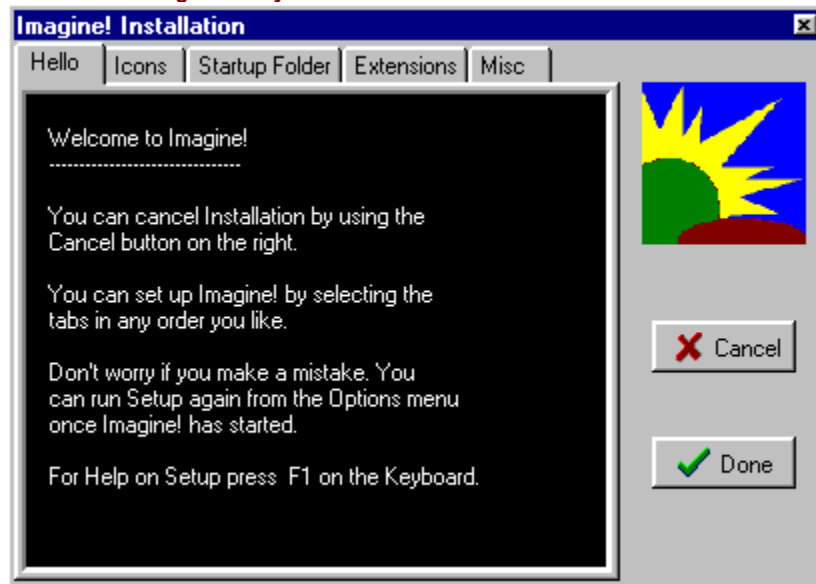 Imagine! Installation
Hello Icons Startup Folder Extensions Misc
Welcome to Imagine!
--------------------------------
You can cancel Installation by using the
Cancel button on the right.
You can set up Imagine! by selecting the
tabs in any order you like.
Don't worry if you make a mistake. You
can run Setup again from the Options menu
once Imagine! has started.
For Help on Setup press  F1 on the Keyboard.
Cancel
Done